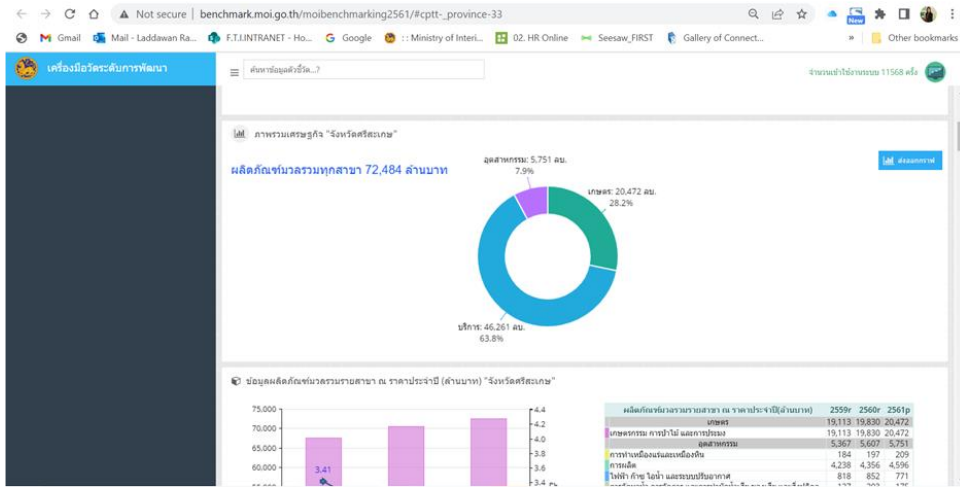 Not secure | benchmark.moi.go.th/moibenchmarking2561/#cptt-_province-33
New
Gmail Mail - Laddawan Ra... F.T.I.INTRANET - Ho... Google :: Ministry of Interi... 02. HR Online Seesaw_FIRST Gallery of Connect... » Other bookmarks
เครื่องมือวัดระดับการพัฒนา
ค้นหาข้อมูลตัวชี้วัด...?
จำนวนเข้าใช้งานระบบ 11568 ครั้ง
ภาพรวมเศรษฐกิจ "จังหวัดศรีสะเกษ"
ผลิตภัณฑ์มวลรวมทุกสาขา 72,484 ล้านบาท
ส่งออกกราฟ
อุตสาหกรรม: 5,751 ลบ.
7.9%
เกษตร: 20,472 ลบ.
28.2%
บริการ: 46,261 ลบ.
63.8%
ข้อมูลผลิตภัณฑ์มวลรวมรายสาขา ณ ราคาประจำปี (ล้านบาท) "จังหวัดศรีสะเกษ"
75,000
70,000
65,000
60,000
3.41
4.4
4.2
4.0
3.8
3.6
3.4
ผลิตภัณฑ์มวลรวมรายสาขา ณ ราคาประจำปี(ล้านบาท) 2559r 2560r 2561p
เกษตร 19,113 19,830 20,472
เกษตรกรรม การป่าไม้ และการประมง 19,113 19,830 20,472
อุตสาหกรรม 5,367 5,607 5,751
การทำเหมืองแร่และเหมืองหิน 184 197 209
การผลิต 4,238 4,356 4,596
ไฟฟ้า ก๊าซ ไอน้ำ และระบบปรับอากาศ 818 852 771